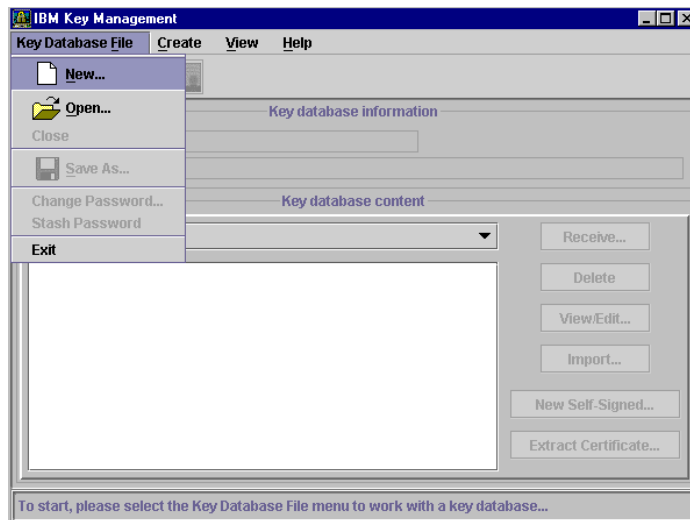 IBM Key Management
Key Database File Create View Help
New...
Open...
Key database information
Close
Save As...
Change Password...
Key database content
Stash Password
Receive...
Exit
Delete
View/Edit...
Import...
New Self-Signed...
Extract Certificate...
To start, please select the Key Database File menu to work with a key database...